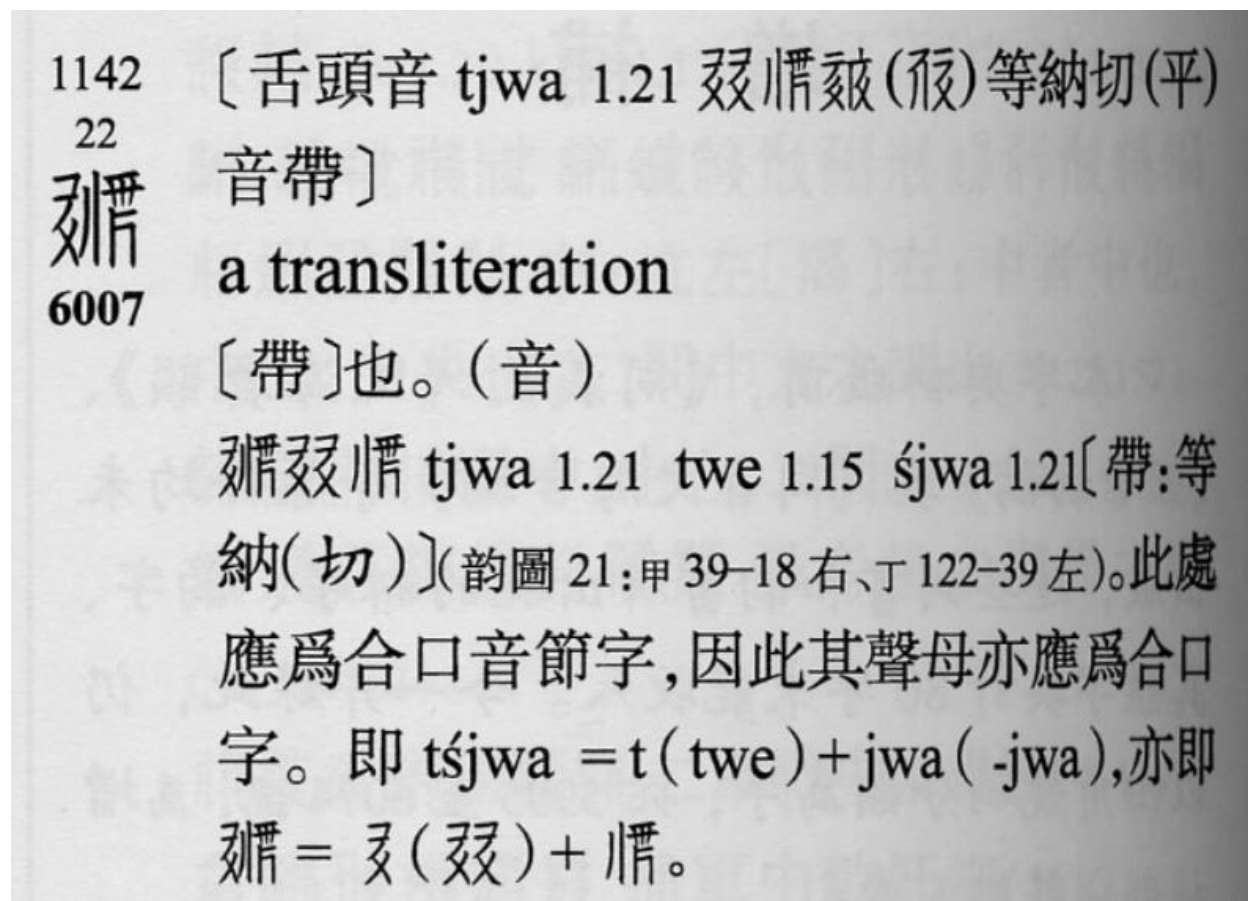 1142
22
6007
〔舌頭音 tjwa 1.21 ( )等納切(平)
音帶〕
a transliteration
〔帶〕也。(音)
tjwa 1.21 twe 1.15 śjwa 1.21〔帶:等
納(切)〕(韵圖 21:甲 39–18 右、丁 122–39 左)。此處
應爲合口音節字,因此其聲母亦應爲合口
字。即 tśjwa =t(twe)+jwa(-jwa),亦即
= ( )+ 。